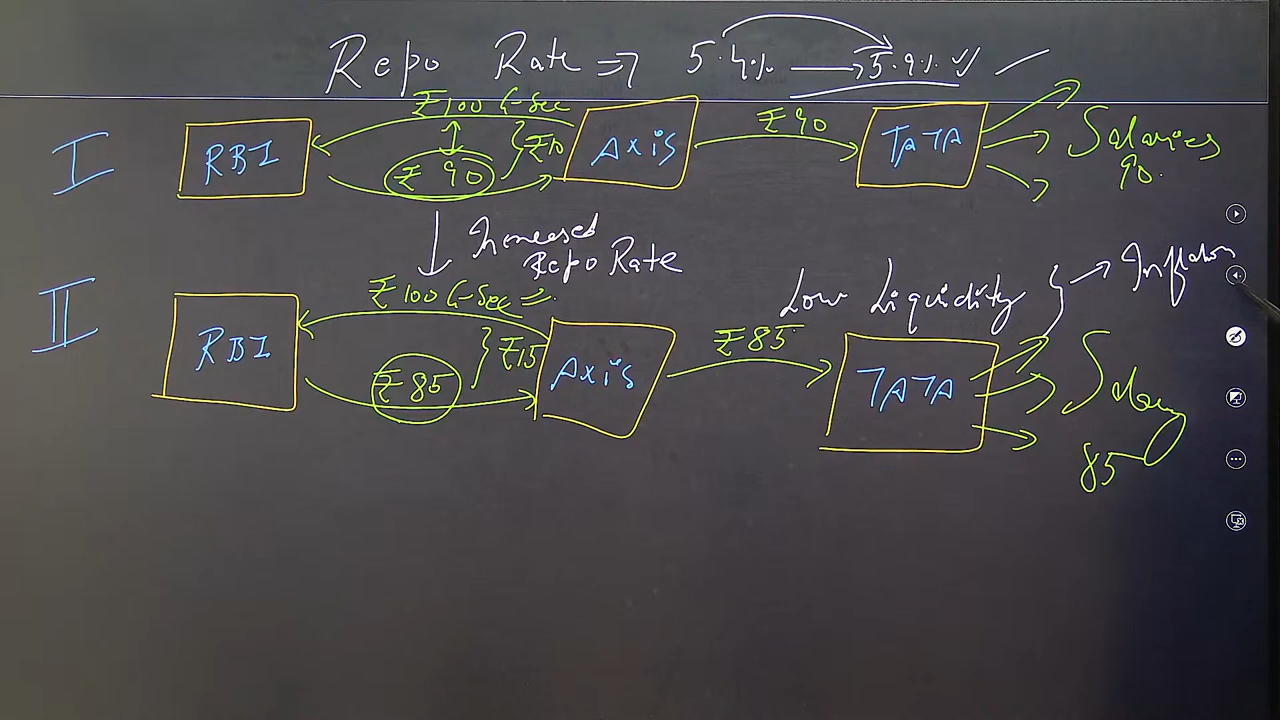 Repo Rate ⇒ 5.4% → 5.9%
I
₹100 G-Sec
RBI
₹90
₹10
Axis
₹90
TATA
Salaries
90.
Increased
Repo Rate
II
₹100 G-Sec
RBI
₹85
₹15
Axis
₹85
Low Liquidity
Inflation
TATA
Salary
85